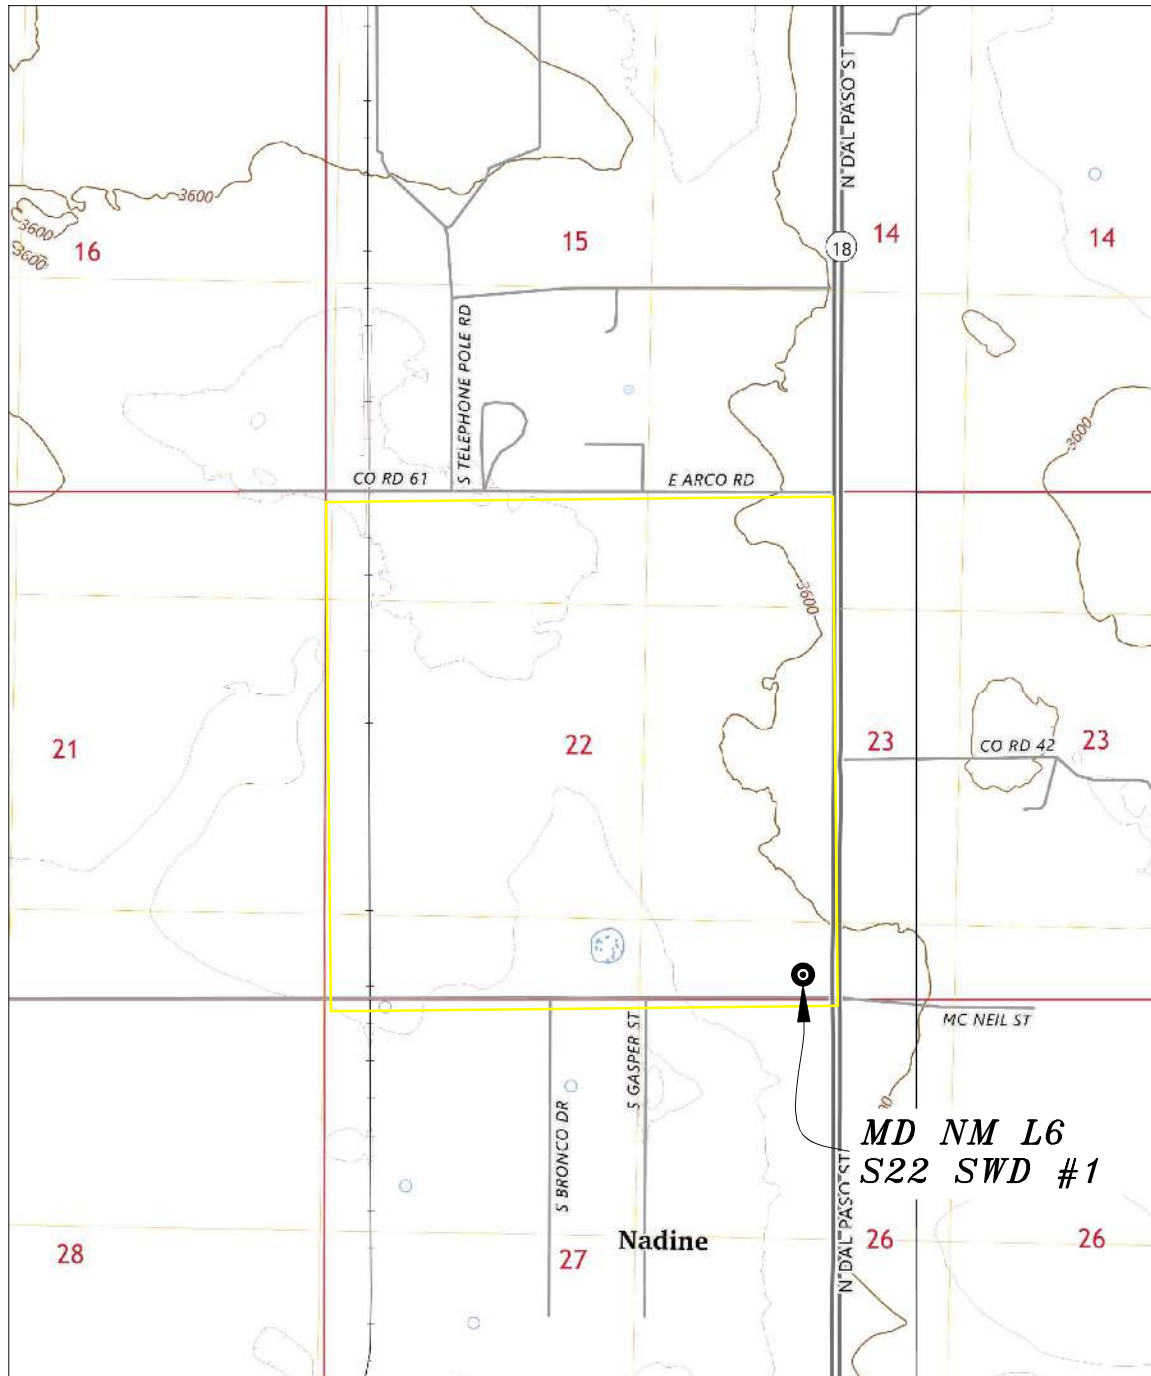 N DAL PASO ST
3600
3600
3600
16
15
14
14
18
S TELEPHONE POLE RD
3600
CO RD 61
E ARCO RD
3600
21
22
23
23
CO RD 42
MC NEIL ST
S GASPER ST
S BRONCO DR
MD NM L6
S22 SWD #1
N DAL PASO ST
Nadine
28
27
26
26